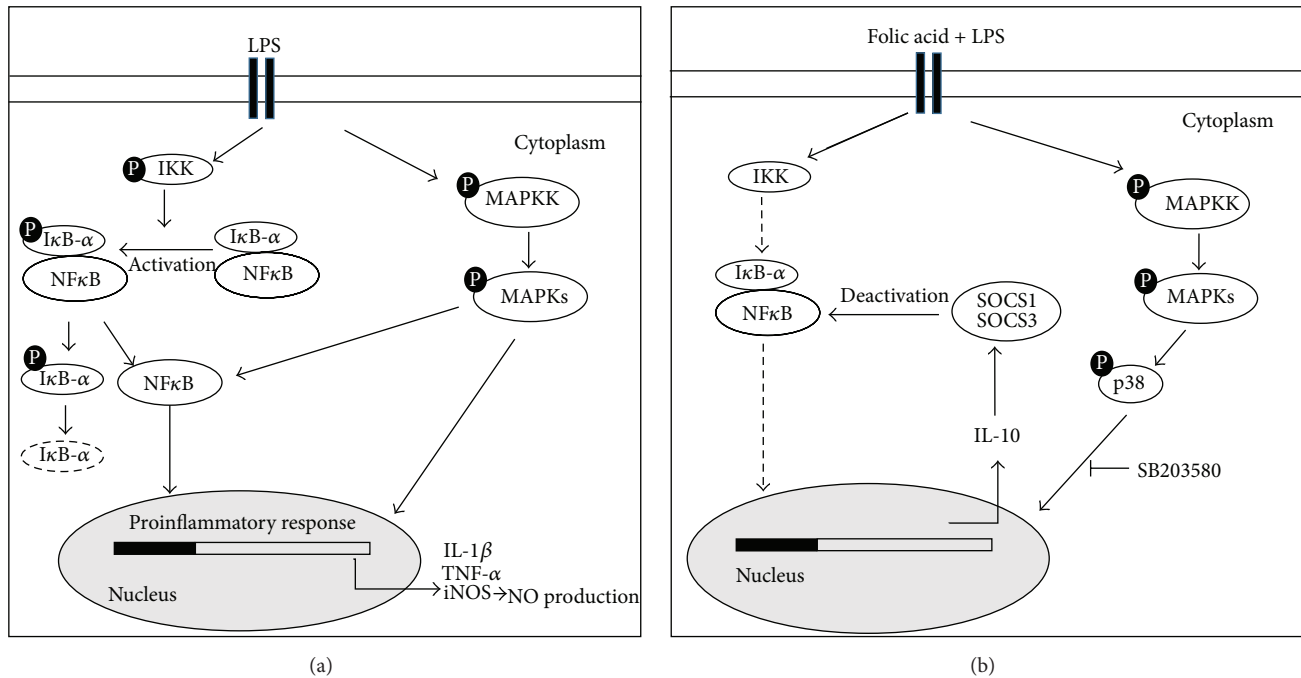 LPS
Cytoplasm
P
IKK
P
MAPKK
P
IκB-α
IκB-α
NFκB
Activation
NFκB
P
MAPKs
P
IκB-α
NFκB
IκB-α
Proinflammatory response
Nucleus
IL-1β
TNF-α
iNOS→NO production
(a)
Folic acid + LPS
Cytoplasm
IKK
P
MAPKK
IκB-α
NFκB
Deactivation
SOCS1
SOCS3
P
MAPKs
P
p38
IL-10
SB203580
Nucleus
(b)